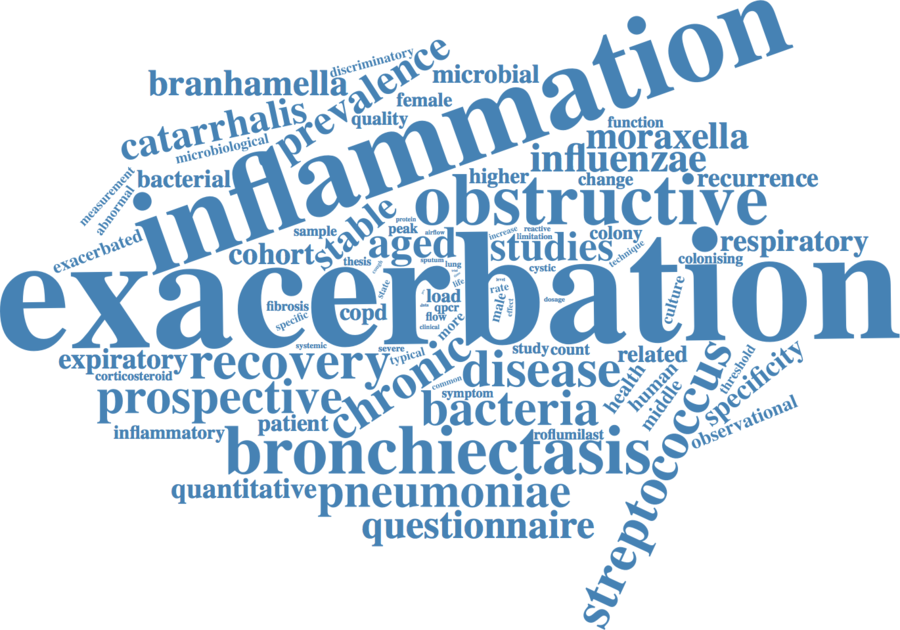 inflammation
discriminatory
branhamella
prevalence
microbial
female
catarrhalis
quality
function
microbiological
moraxella
influenzae
measurement
bacterial
higher
change
recurrence
abnormal
obstructive
stable
protein
sample
peak
airflow
increase
reactive
limitation
colony
exacerbated
cohort
aged
studies
technique
respiratory
thesis
cough
sputum
lung
cystic
colonising
exacerbation
state
life
level
rate
culture
fibrosis
specific
copd
load
qpcr
flow
clinical
more
male
effect
dosage
systemic
severe
typical
study
count
related
expiratory
recovery
chronic
corticosteroid
common
disease
health
human
middle
threshold
specificity
prospective
symptom
bacteria
streptococcus
observational
patient
inflammatory
roflumilast
bronchiectasis
quantitative
pneumoniae
questionnaire